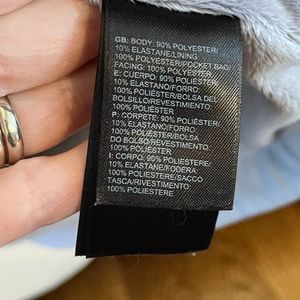 GB: BODY: 90% POLYESTER/
10% ELASTANE/LINING
100% POLYESTER/POCKET BAG/
FACING: 100% POLYESTER
E: CUERPO: 90% POLIÉSTER/
10% ELASTANO/FORRO
100% POLIÉSTER/BOLSA DEL
BOLSILLO/REVESTIMIENTO
100% POLIÉSTER
P: CORPETE: 90% POLIÉSTER/
10% ELASTANO/FORRO
100% POLIÉSTER/BOLSA DE
BOLSO/REVESTIMENTO:
100% POLIÉSTER
I: CORPO: 90% POLIESTERE/
10% ELASTAN/FODERA:
100% POLIESTERE/SACCO
TASCA/RIVESTIMENTO
100% POLIESTERE